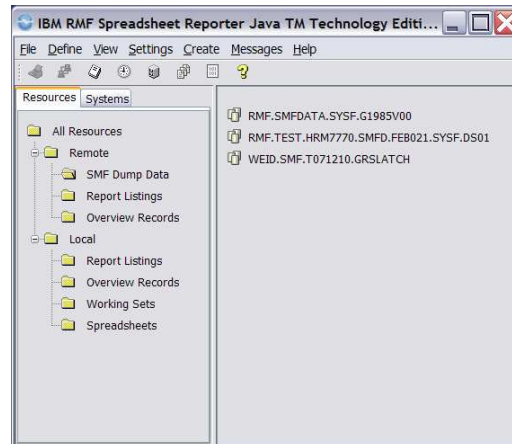 IBM RMF Spreadsheet Reporter Java TM Technology Editi...
File Define View Settings Create Messages Help
Resources Systems
All Resources
Remote
SMF Dump Data
Report Listings
Overview Records
Local
Report Listings
Overview Records
Working Sets
Spreadsheets
RMF.SMFDATA.SYSF.G1985V00
RMF.TEST.HRM7770.SMFD.FEB021.SYSF.DS01
WEID.SMF.T071210.GRSLATCH